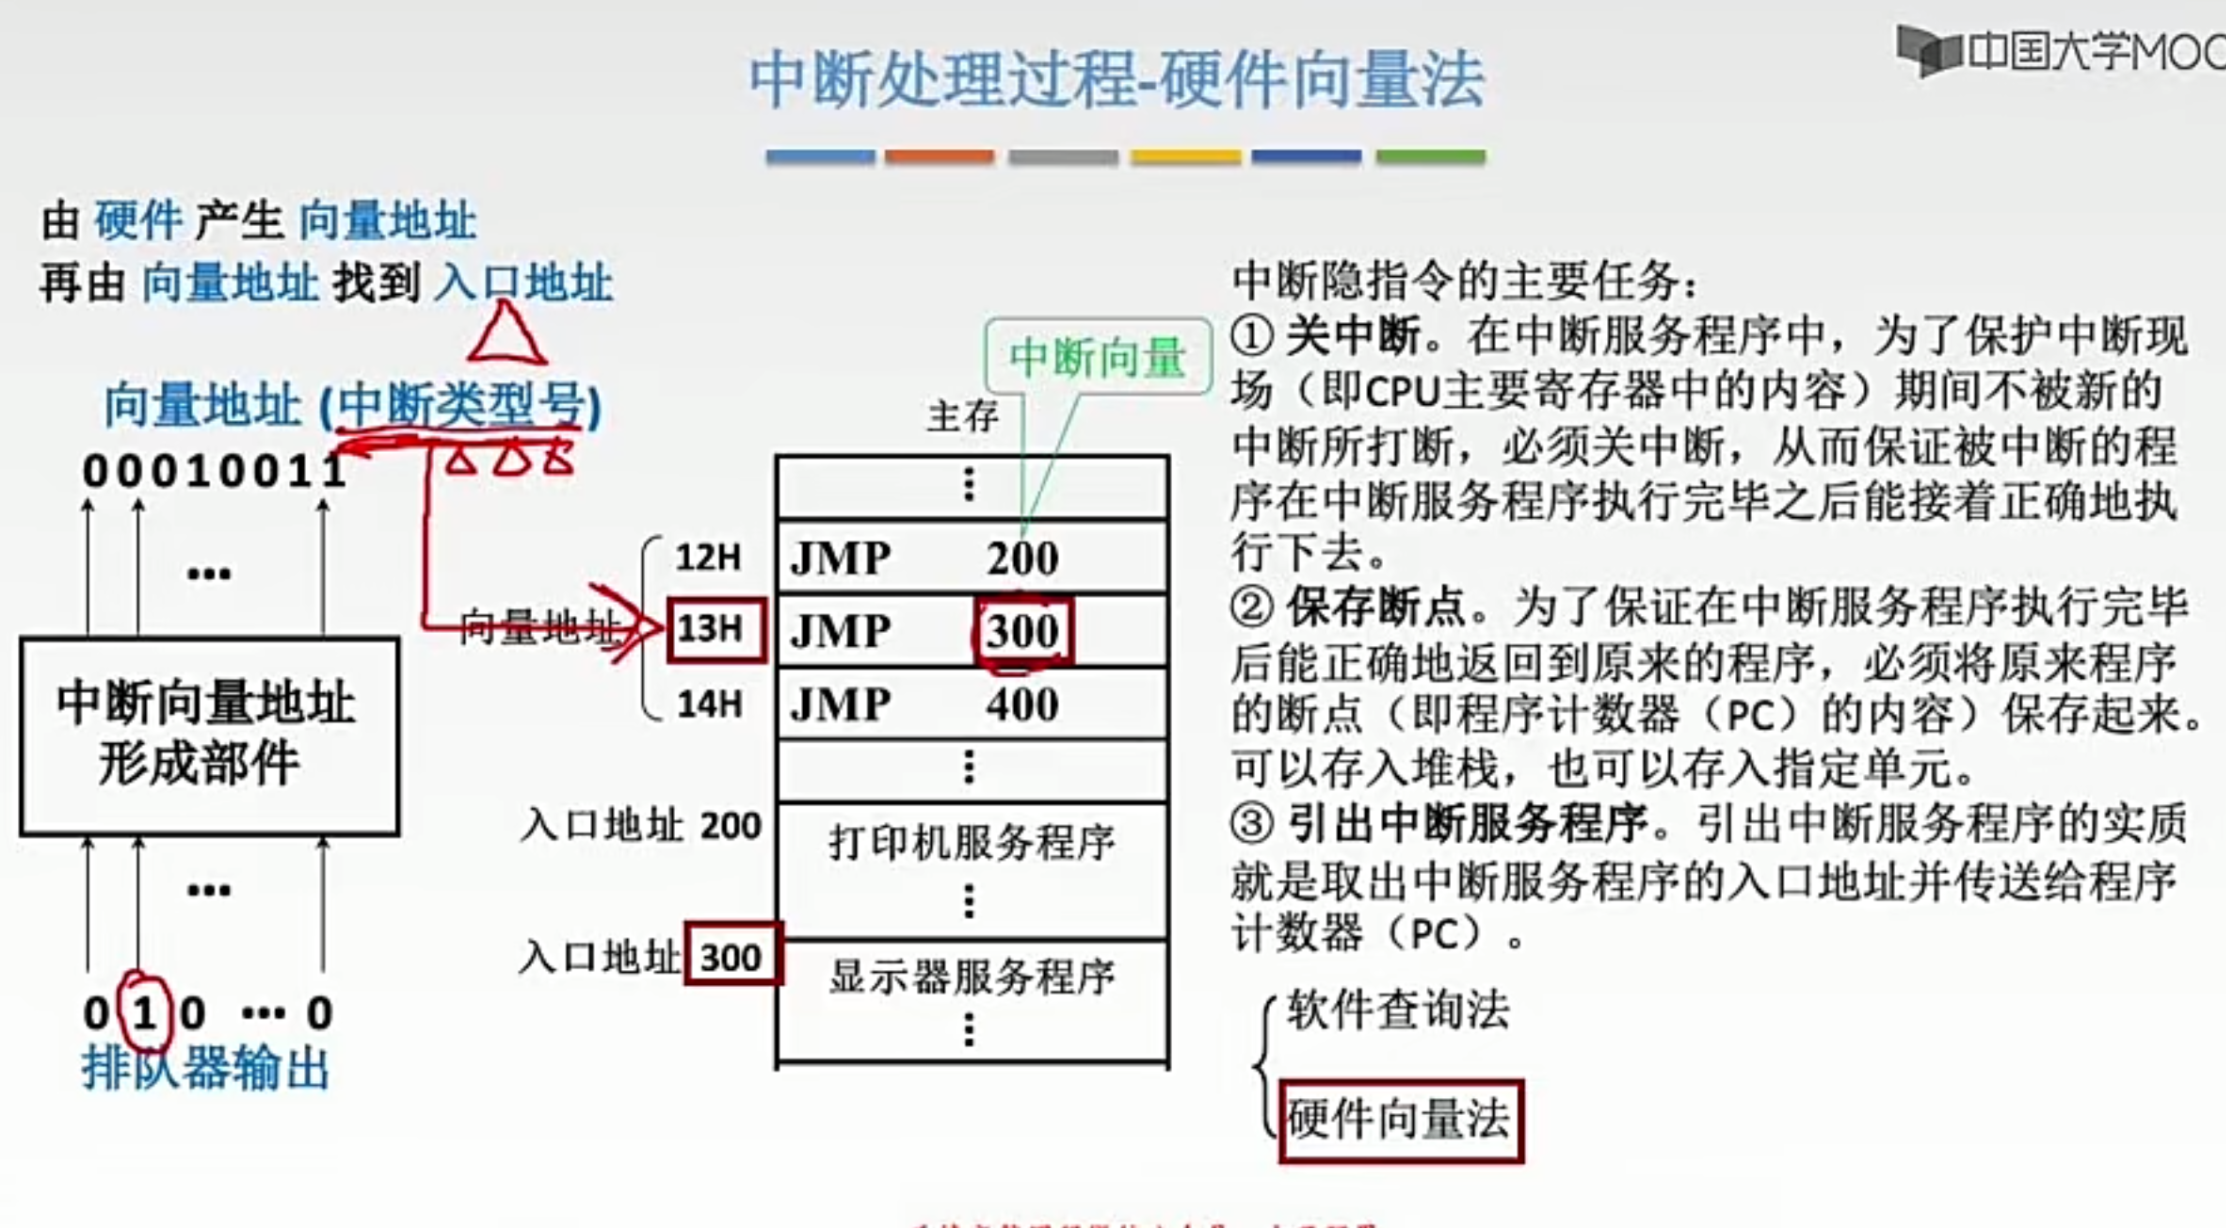 中断处理过程-硬件向量法
中国大学MOO
由 硬件 产生 向量地址
再由 向量地址 找到 入口地址
向量地址 (中断类型号)
00010011
...
中断向量地址
形成部件
...
0 1 0 ... 0
排队器输出
中断向量
主存
12H JMP 200
向量地址 13H JMP 300
14H JMP 400
入口地址 200
打印机服务程序
入口地址 300
显示器服务程序
中断隐指令的主要任务：
① 关中断。在中断服务程序中，为了保护中断现
场（即CPU主要寄存器中的内容）期间不被新的
中断所打断，必须关中断，从而保证被中断的程
序在中断服务程序执行完毕之后能接着正确地执
行下去。
② 保存断点。为了保证在中断服务程序执行完毕
后能正确地返回到原来的程序，必须将原来程序
的断点（即程序计数器（PC）的内容）保存起来。
可以存入堆栈，也可以存入指定单元。
③ 引出中断服务程序。引出中断服务程序的实质
就是取出中断服务程序的入口地址并传送给程序
计数器（PC）。
软件查询法
硬件向量法